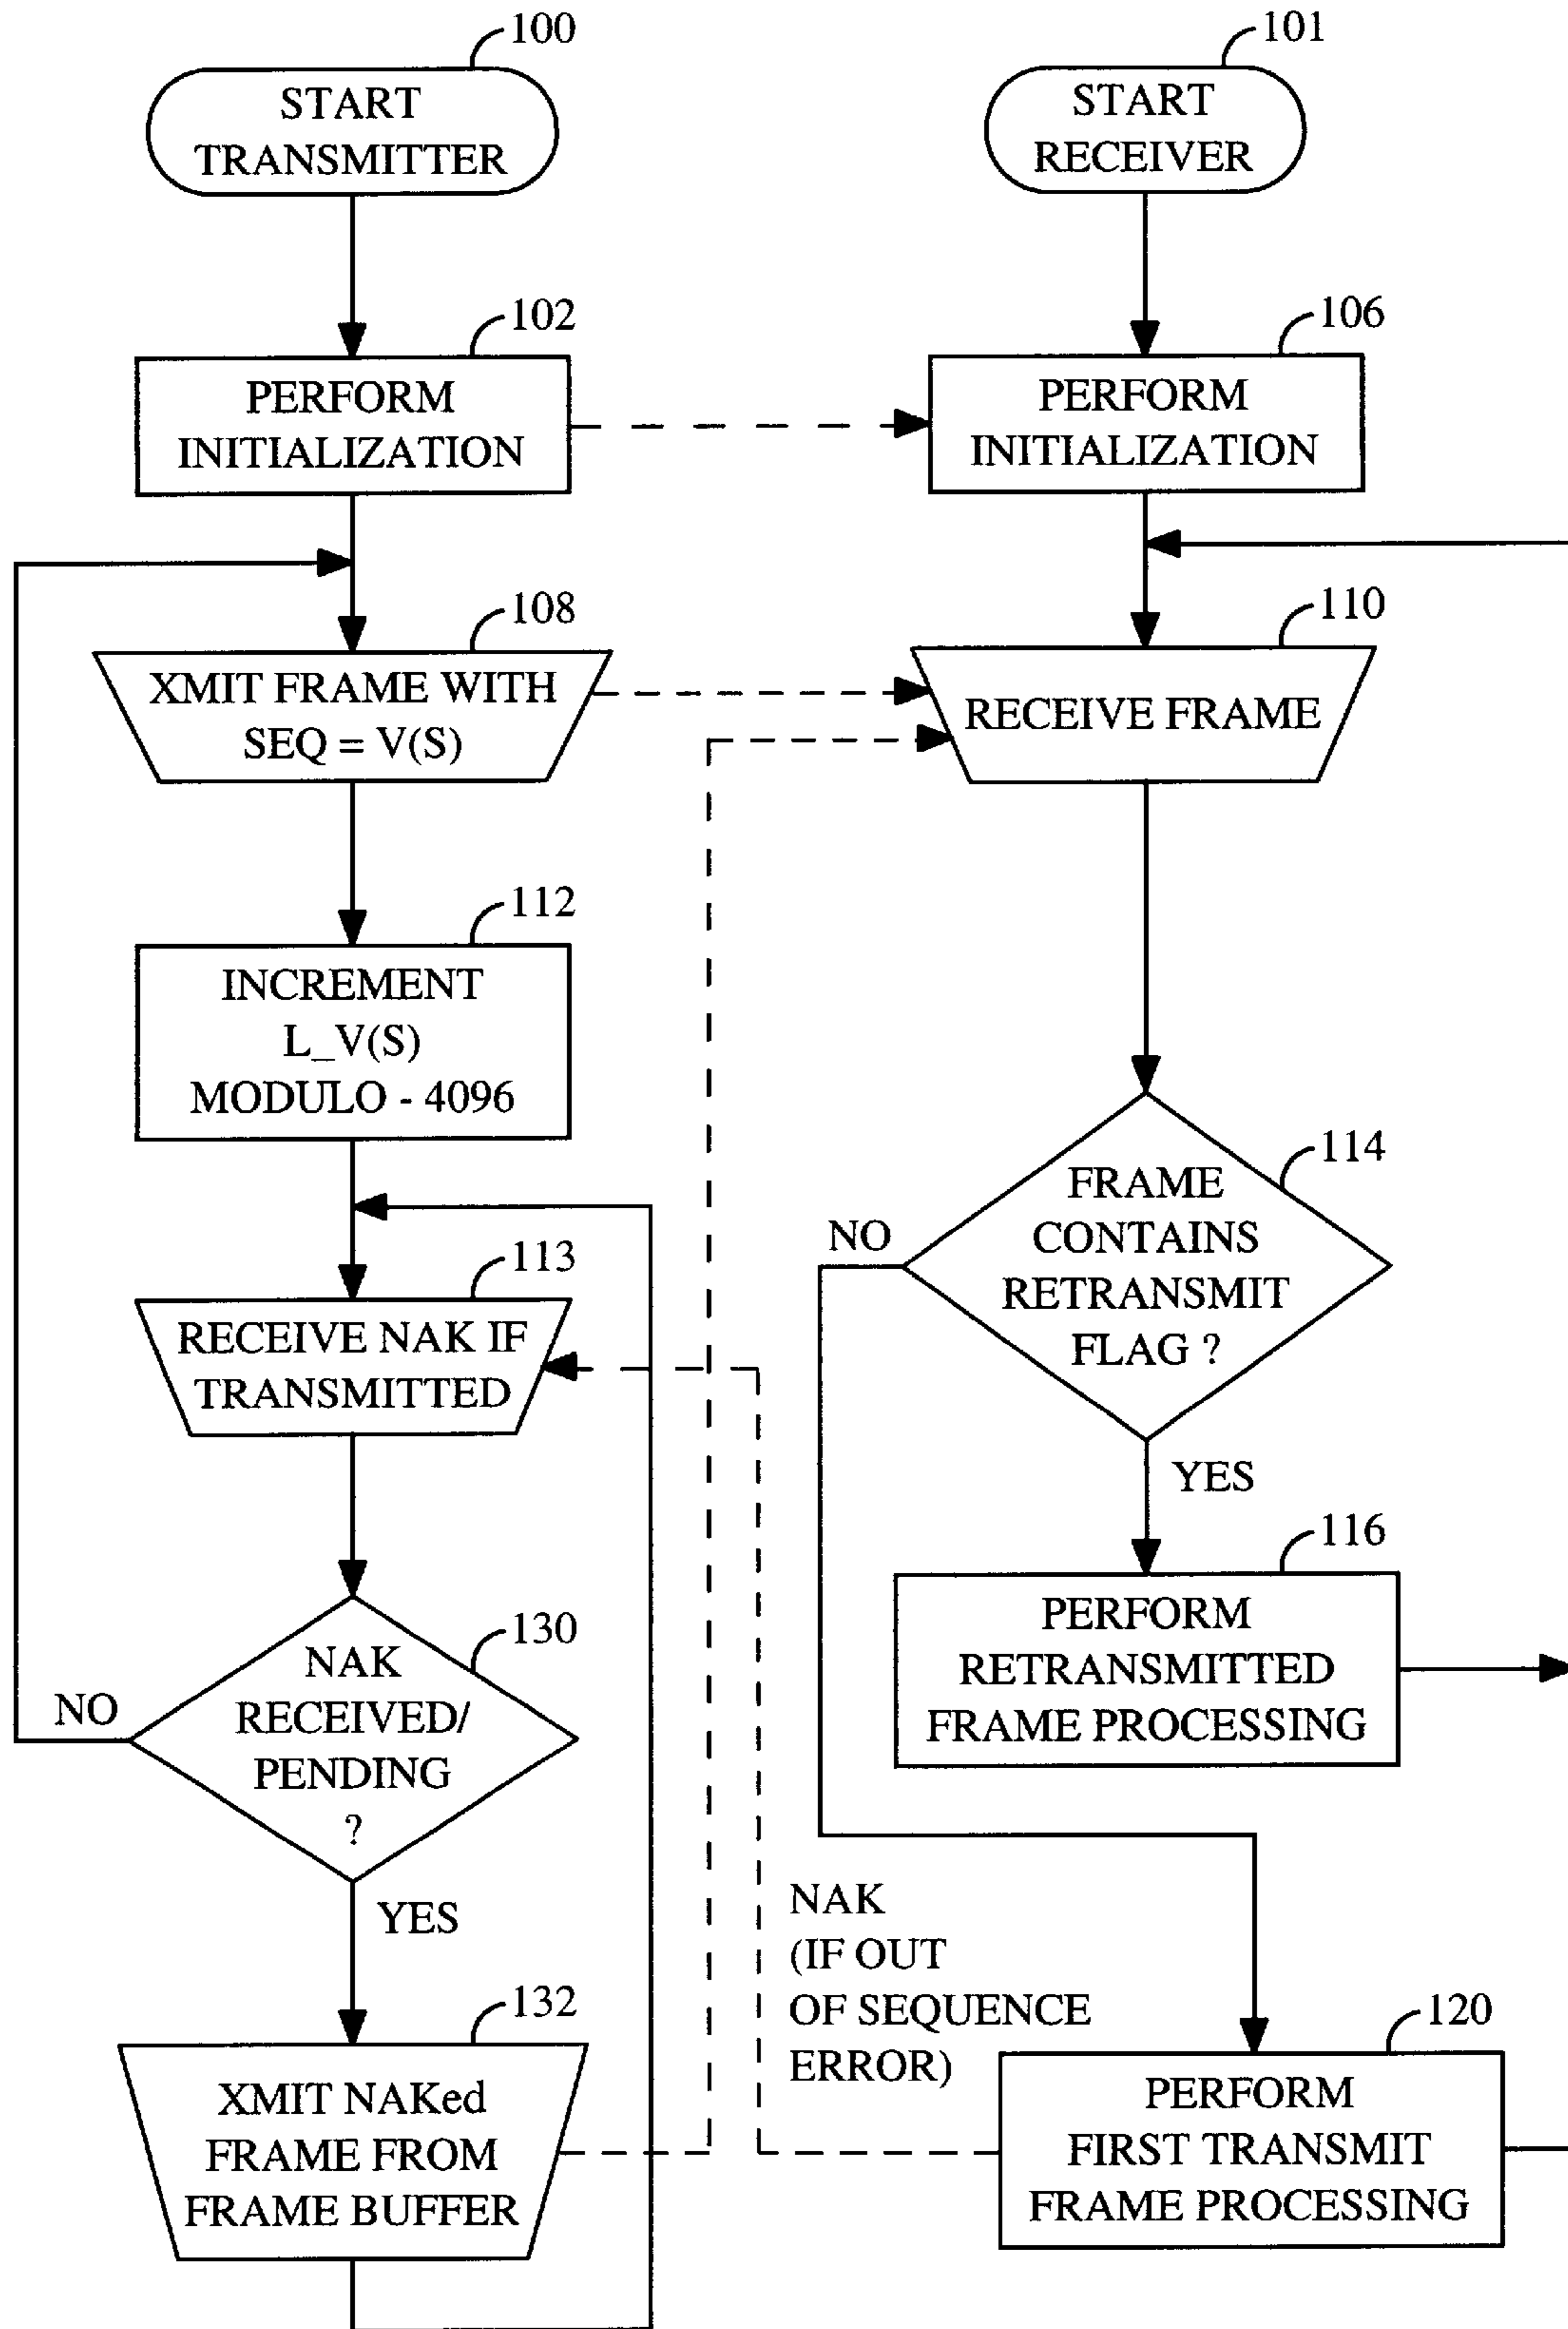 100
START
TRANSMITTER
101
START
RECEIVER
102
PERFORM
INITIALIZATION
106
PERFORM
INITIALIZATION
108
XMIT FRAME WITH
SEQ = V(S)
110
RECEIVE FRAME
112
INCREMENT
L_V(S)
MODULO - 4096
114
FRAME
CONTAINS
RETRANSMIT
FLAG ?
NO
YES
113
RECEIVE NAK IF
TRANSMITTED
116
PERFORM
RETRANSMITTED
FRAME PROCESSING
130
NAK
RECEIVED/
PENDING
?
NO
YES
NAK
(IF OUT
OF SEQUENCE
ERROR)
132
XMIT NAKed
FRAME FROM
FRAME BUFFER
120
PERFORM
FIRST TRANSMIT
FRAME PROCESSING